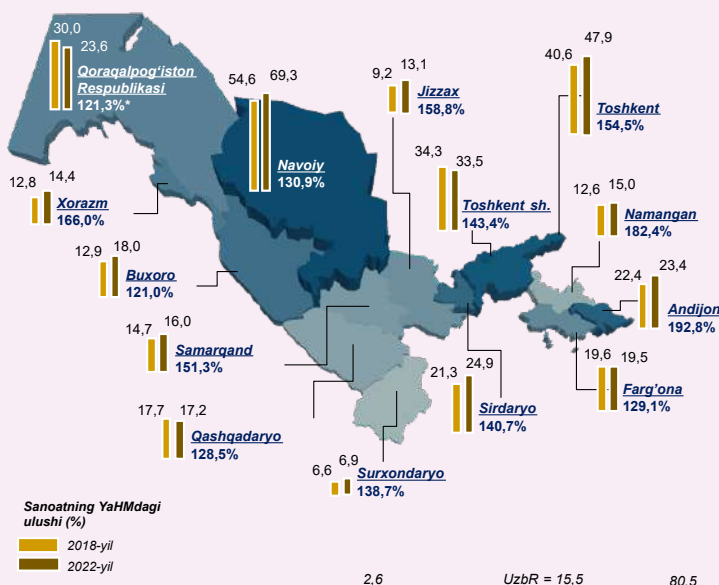 30,0
23,6
Qoraqalpog‘iston
Respublikasi
121,3%*
54,6 69,3
Navoiy
130,9%
9,2 13,1
Jizzax
158,8%
40,6 47,9
Toshkent
154,5%
34,3 33,5
Toshkent sh.
143,4%
12,8 14,4
Xorazm
166,0%
12,6 15,0
Namangan
182,4%
12,9 18,0
Buxoro
121,0%
22,4 23,4
Andijon
192,8%
14,7 16,0
Samarqand
151,3%
19,6 19,5
Farg‘ona
129,1%
21,3 24,9
Sirdaryo
140,7%
17,7 17,2
Qashqadaryo
128,5%
6,6 6,9
Surxondaryo
138,7%
Sanoatning YaHMdagi
ulushi (%)
2018-yil
2022-yil
2,6 UzbR = 15,5 80,5